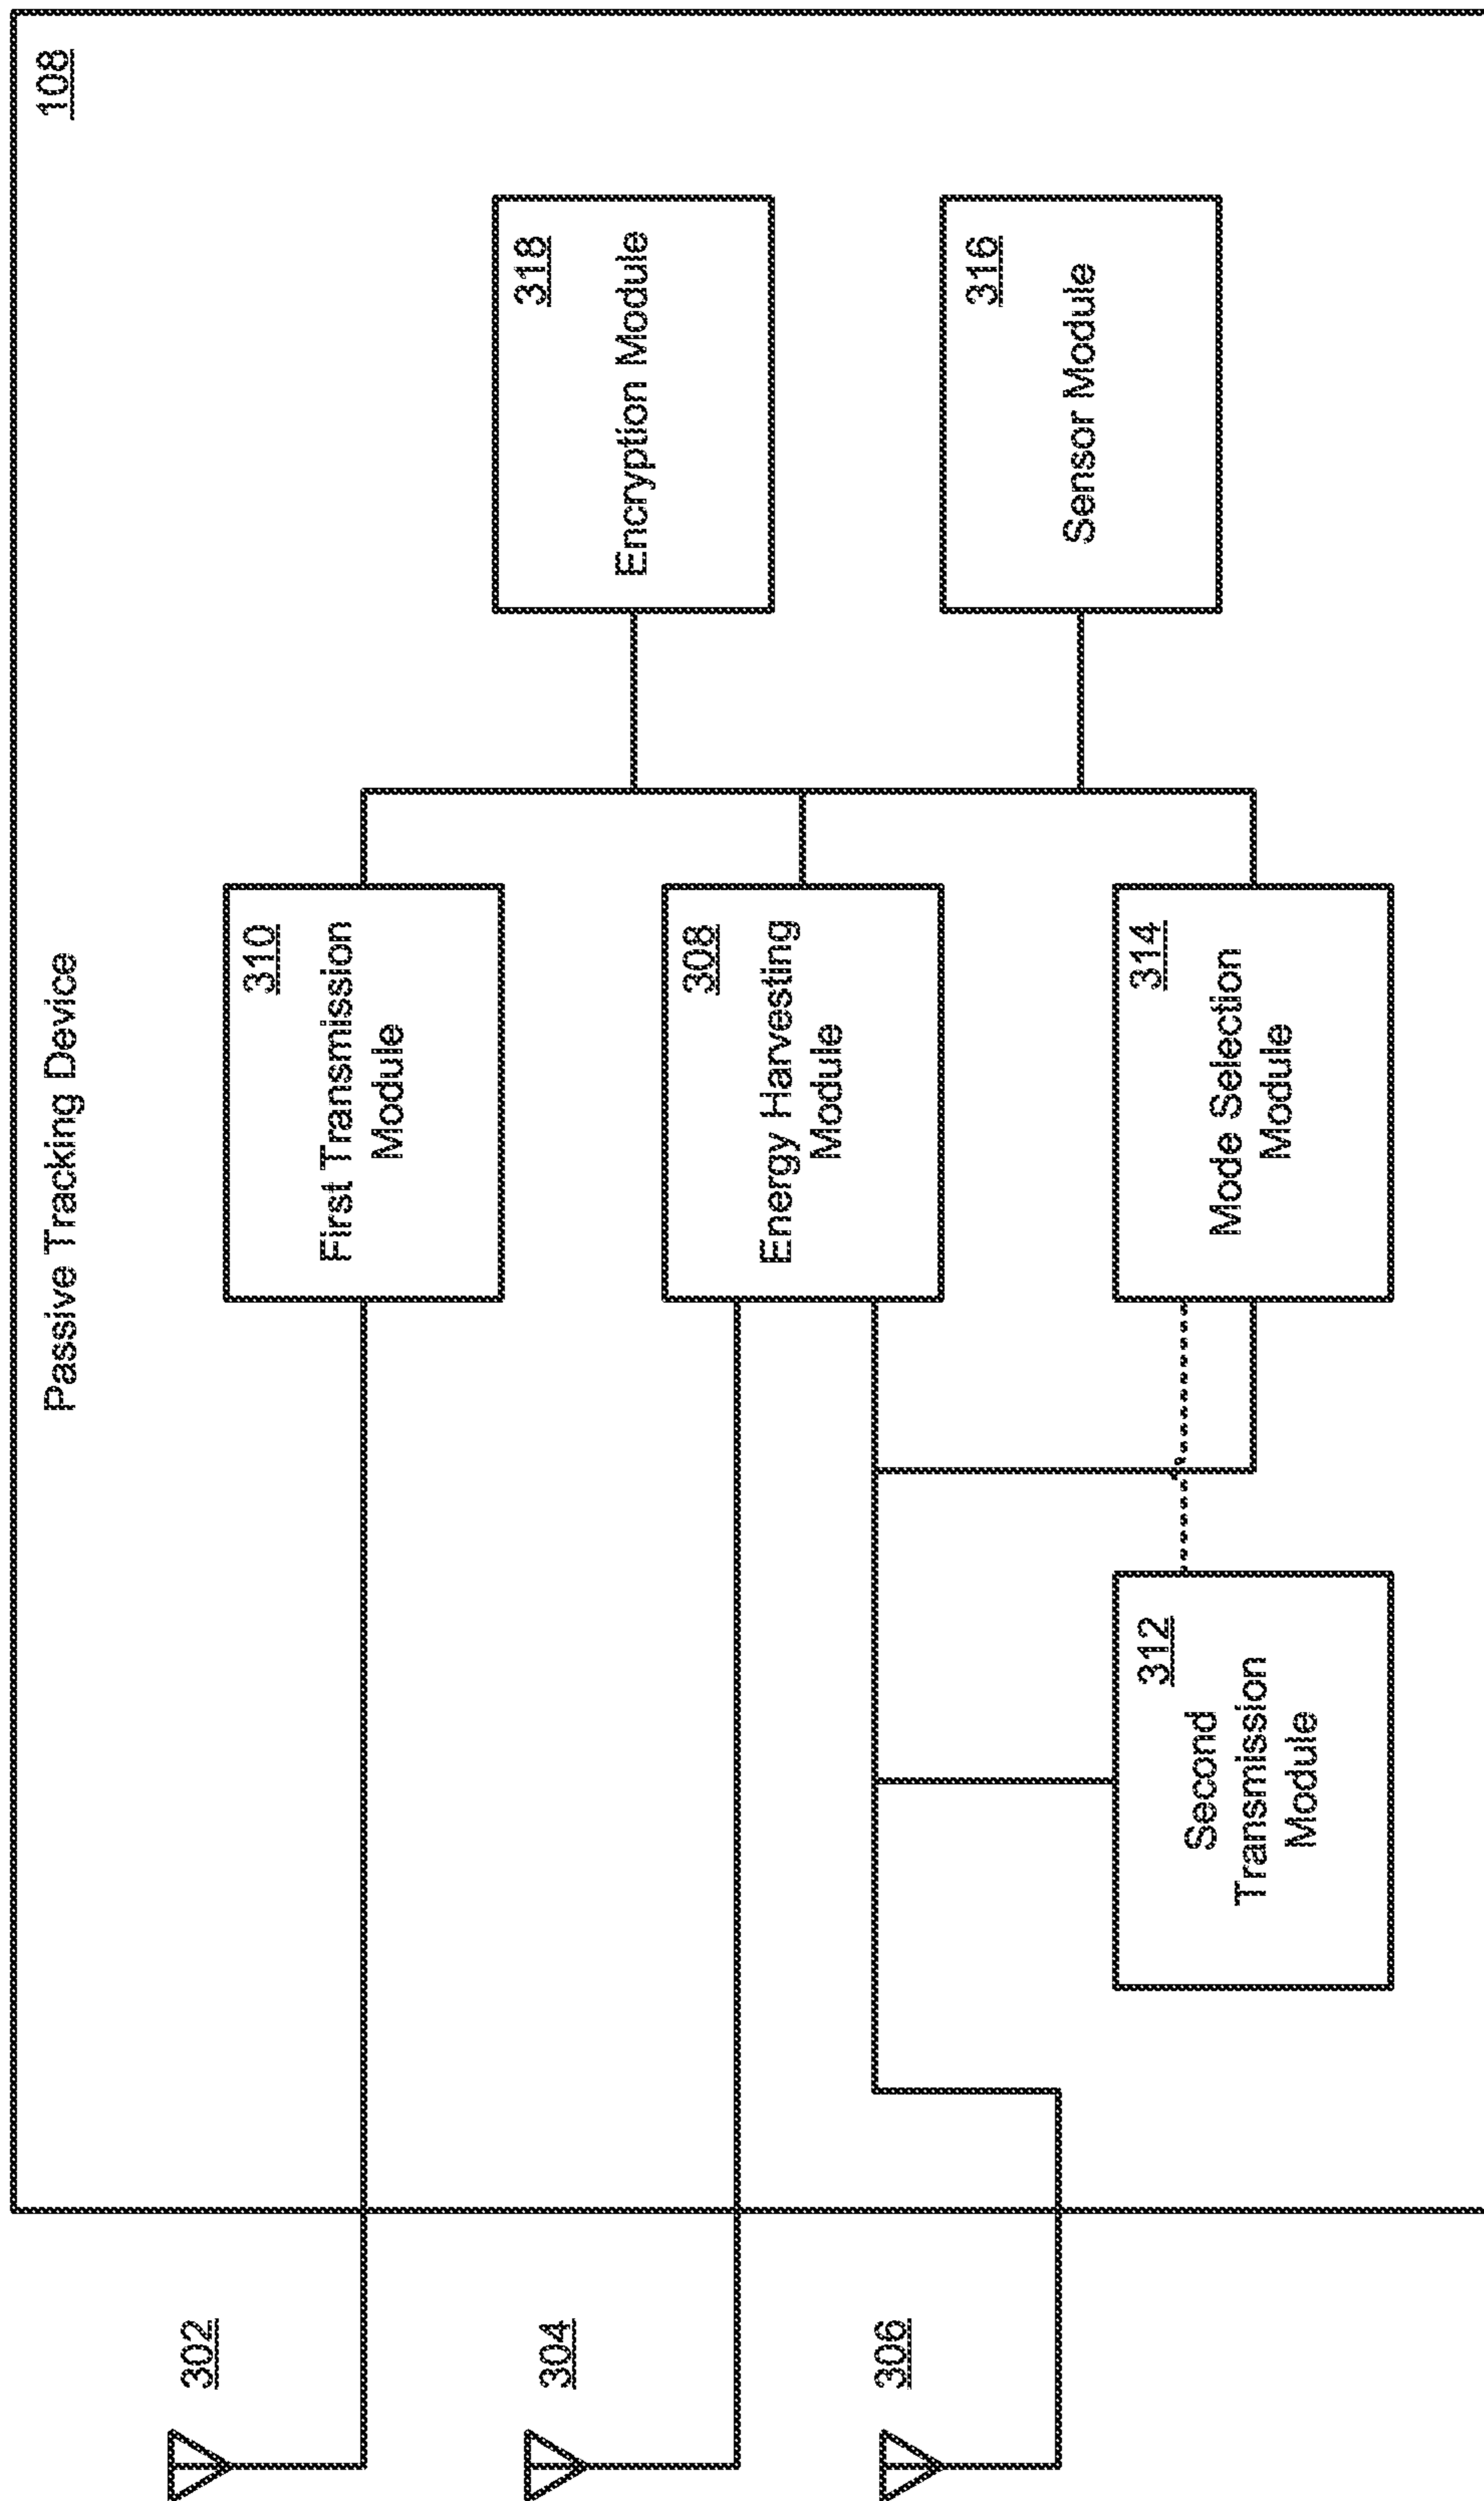 Passive Tracking Device
108
302
310
First Transmission
Module
318
Encryption Module
304
308
Energy Harvesting
Module
306
312
Second
Transmission
Module
314
Mode Selection
Module
316
Sensor Module